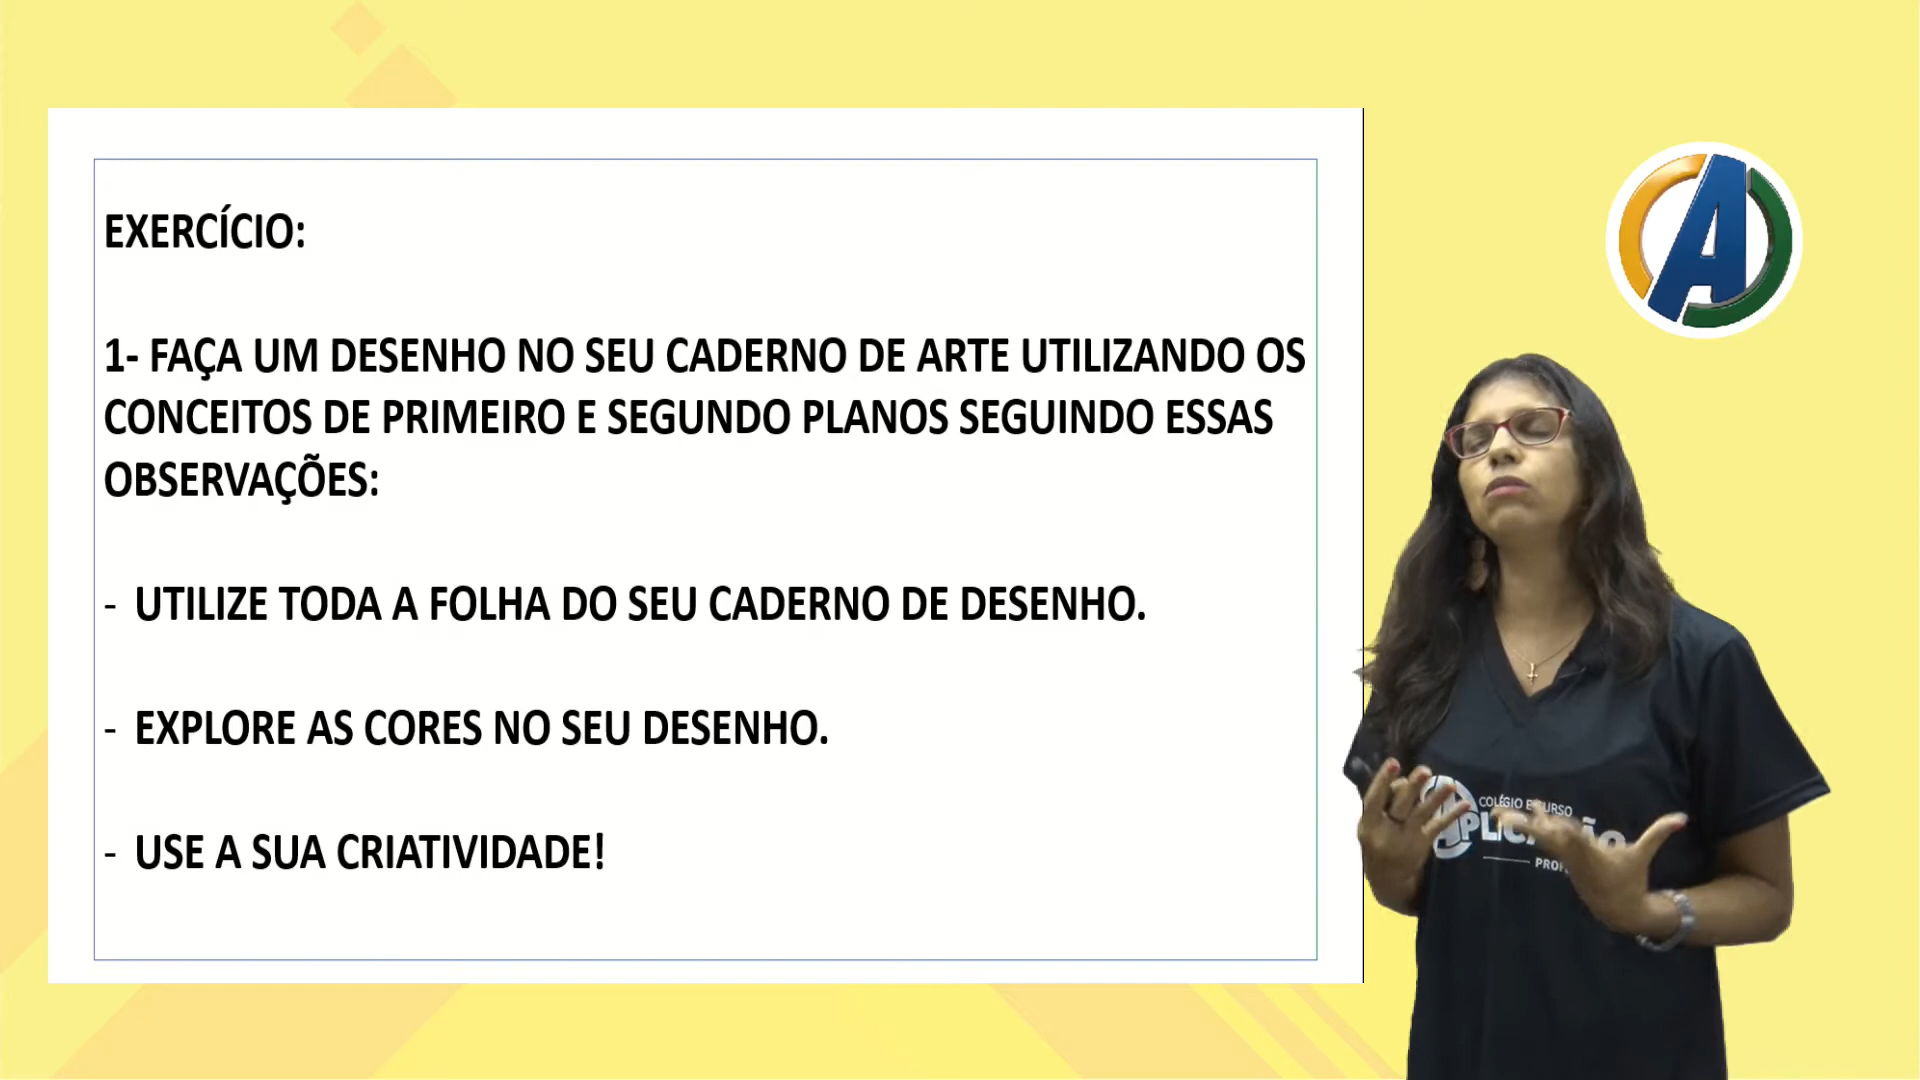 EXERCÍCIO:
1- FAÇA UM DESENHO NO SEU CADERNO DE ARTE UTILIZANDO OS
CONCEITOS DE PRIMEIRO E SEGUNDO PLANOS SEGUINDO ESSAS
OBSERVAÇÕES:
- UTILIZE TODA A FOLHA DO SEU CADERNO DE DESENHO.
- EXPLORE AS CORES NO SEU DESENHO.
- USE A SUA CRIATIVIDADE!
A
COLÉGIO E